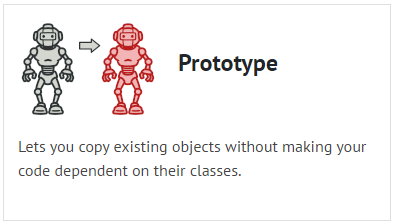 Prototype
Lets you copy existing objects without making your
code dependent on their classes.